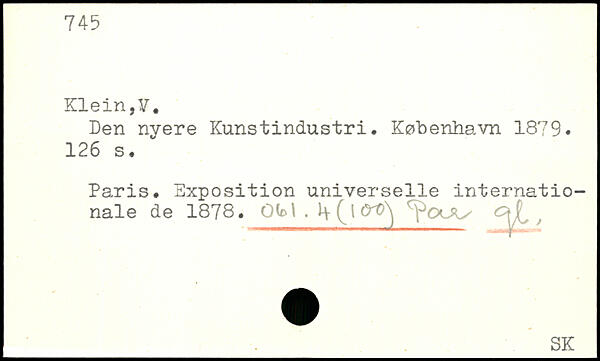 745
Klein,V.
Den nyere Kunstindustri. København 1879.
126 s.
Paris. Exposition universelle internatio-
nale de 1878. 061.4(100) Par gl.
SK